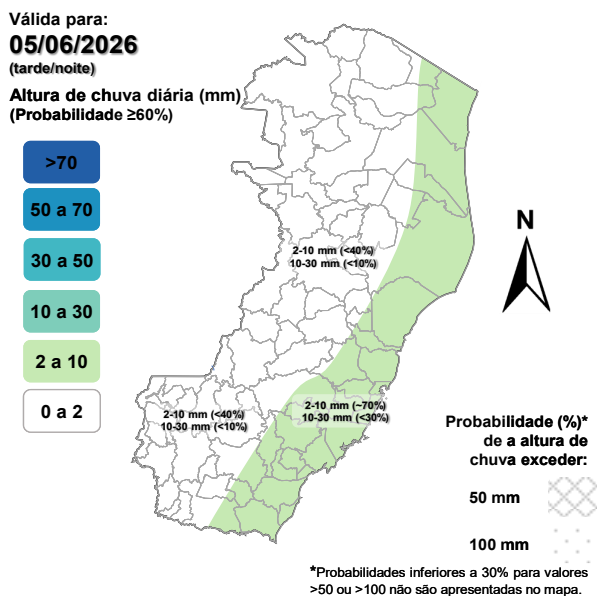 Válida para:
05/06/2026
(tarde/noite)
Altura de chuva diária (mm)
(Probabilidade ≥60%)
>70
50 a 70
30 a 50
10 a 30
2 a 10
0 a 2
2-10 mm (<40%)
10-30 mm (<10%)
2-10 mm (<40%)
10-30 mm (<10%)
2-10 mm (~70%)
10-30 mm (<30%)
N
Probabilidade (%)*
de a altura de
chuva exceder:
50 mm
100 mm
*Probabilidades inferiores a 30% para valores
>50 ou >100 não são apresentadas no mapa.